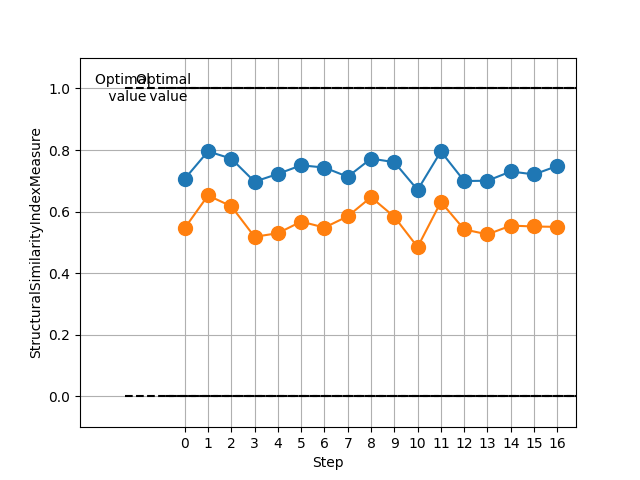 Optimal Optimal
value value
1.0
0.8
0.6
0.4
0.2
0.0
StructuralSimilarityIndexMeasure
0 1 2 3 4 5 6 7 8 9 10 11 12 13 14 15 16
Step